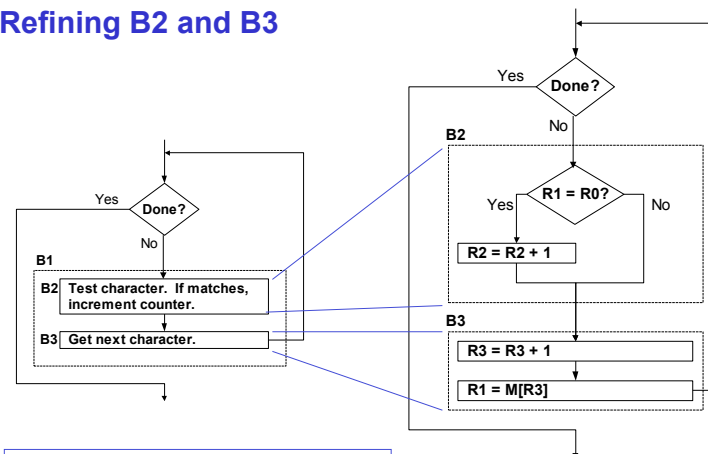 Refining B2 and B3
Yes
Done?
No
B1
B2
Test character. If matches,
increment counter.
B3
Get next character.
Yes
Done?
No
B2
R1 = R0?
Yes
No
R2 = R2 + 1
B3
R3 = R3 + 1
R1 = M[R3]